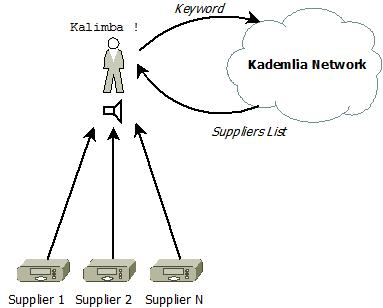 Keyword
Kalimba !
Kademlia Network
Suppliers List
Supplier 1 Supplier 2 Supplier N